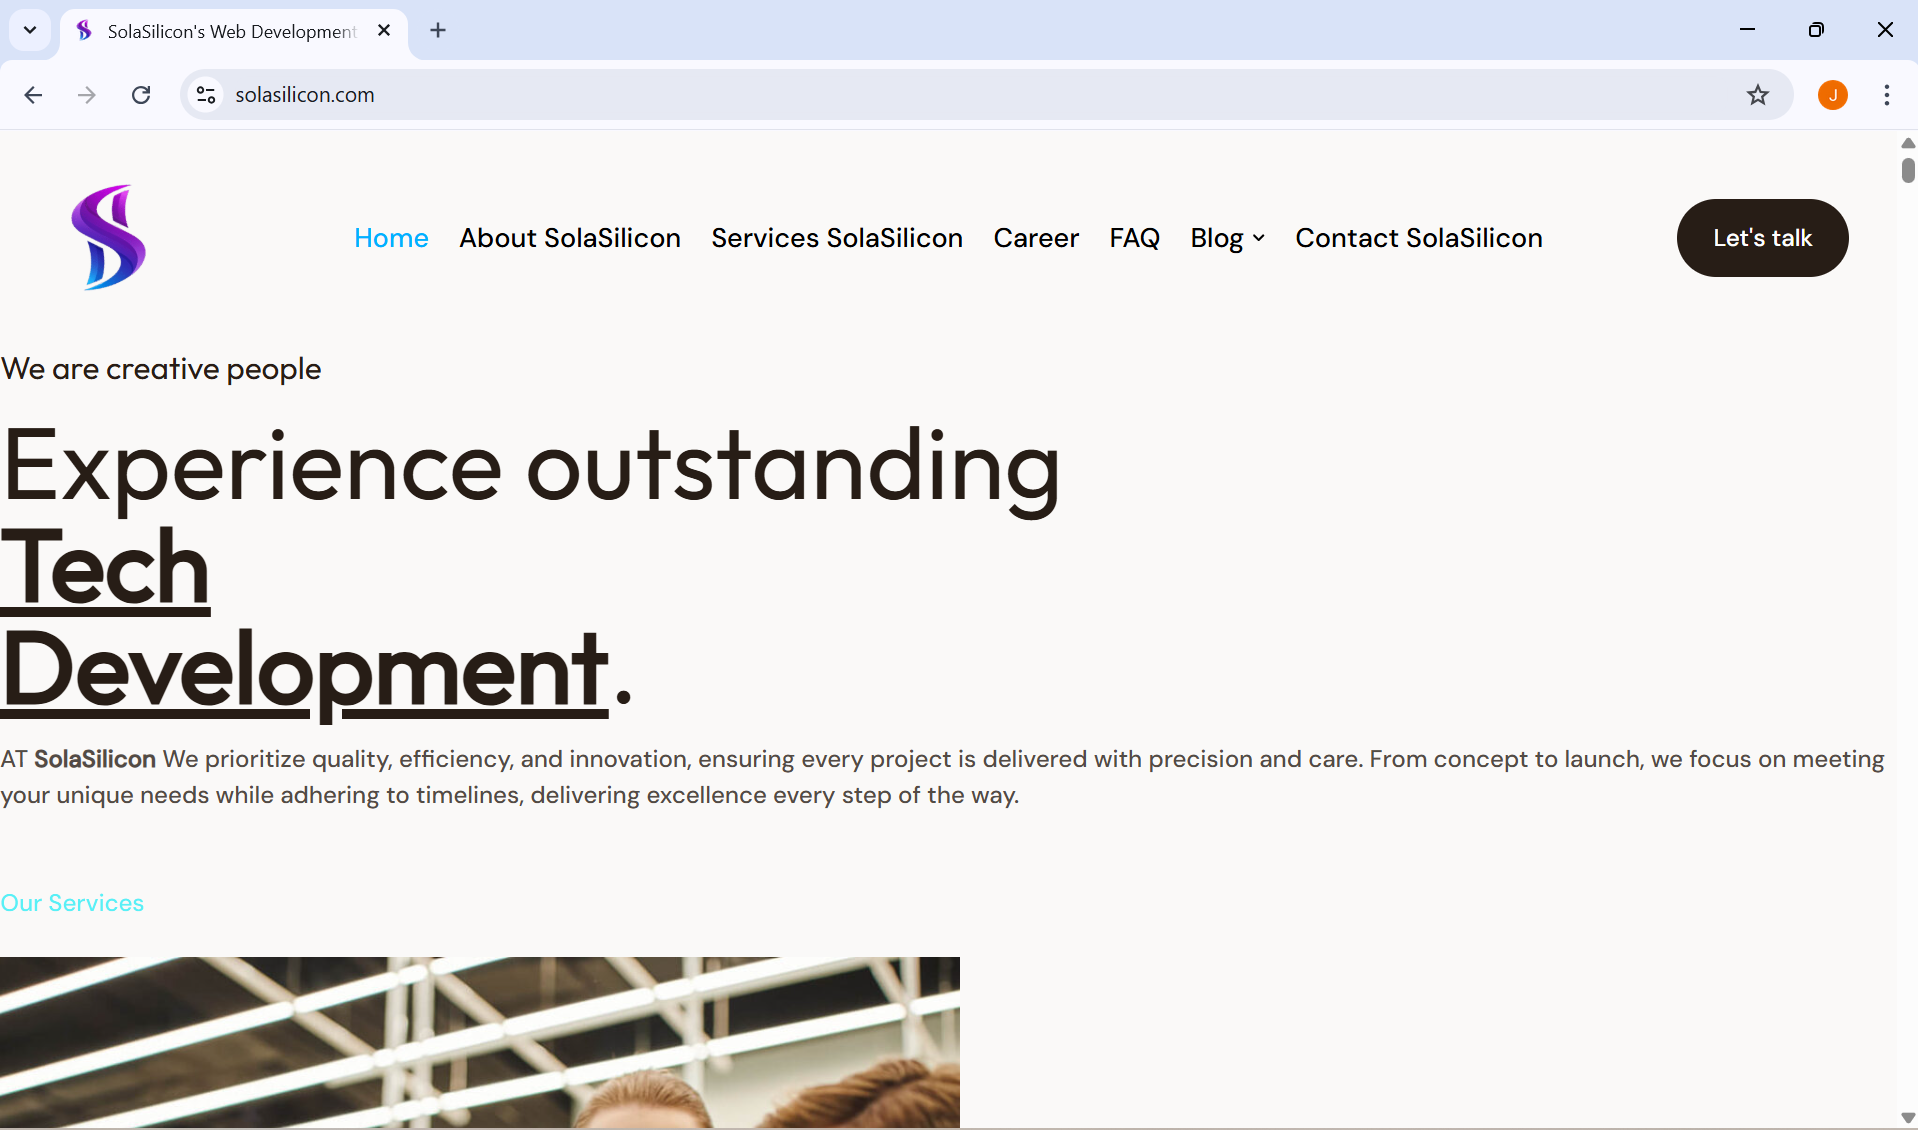 SolaSilicon's Web Development
solasilicon.com
J
Home About SolaSilicon Services SolaSilicon Career FAQ Blog Contact SolaSilicon Let's talk
We are creative people
Experience outstanding
Tech
Development.
AT SolaSilicon We prioritize quality, efficiency, and innovation, ensuring every project is delivered with precision and care. From concept to launch, we focus on meeting
your unique needs while adhering to timelines, delivering excellence every step of the way.
Our Services